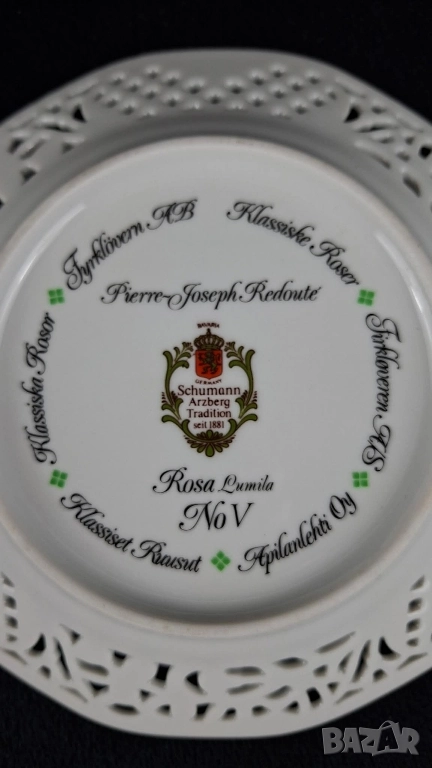 Fyrklövern AB
Klassiske Roser
Pierre-Joseph Redouté
Klassiska Rosor
Firkløveren A/S
BAVARIA
GERMANY
Schumann
Arzberg
Tradition
seit 1881
Rosa Lumila
No V
Klassiset Ruusut
Apilanlehti Oy
BAZAR